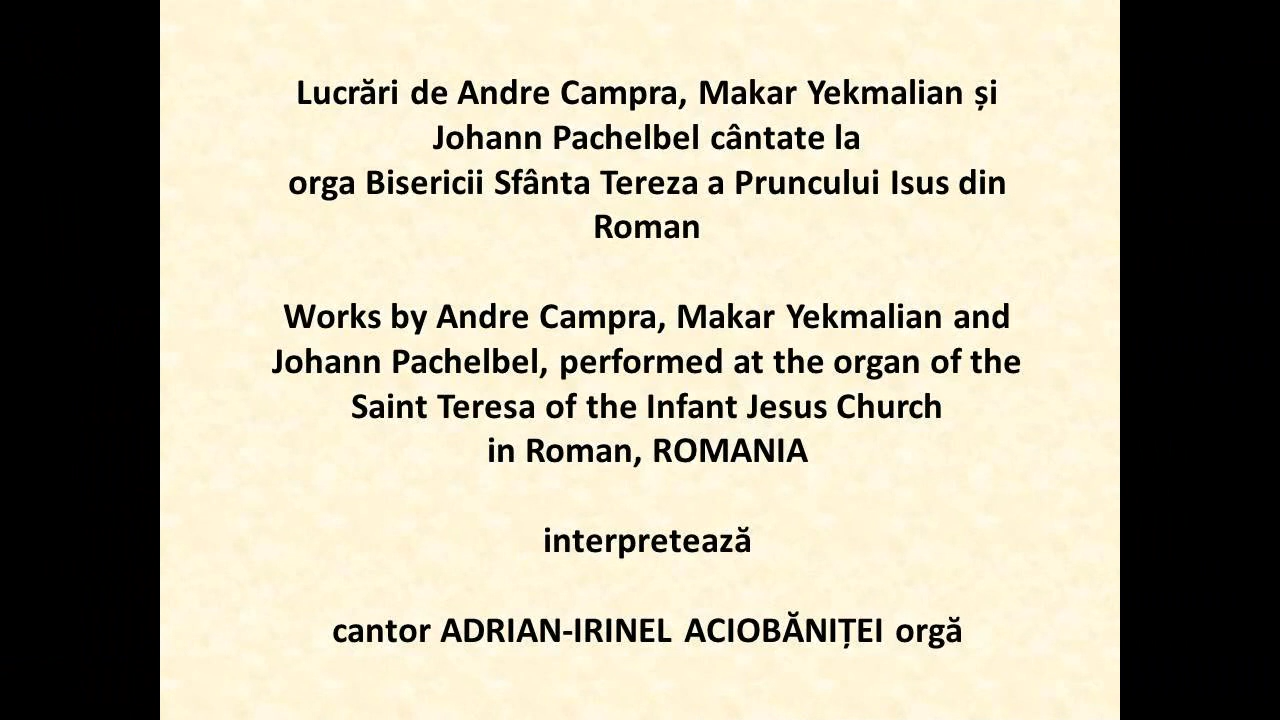 Lucrări de Andre Campra, Makar Yekmalian și
Johann Pachelbel cântate la
orga Bisericii Sfânta Tereza a Pruncului Isus din
Roman
Works by Andre Campra, Makar Yekmalian and
Johann Pachelbel, performed at the organ of the
Saint Teresa of the Infant Jesus Church
in Roman, ROMANIA
interpretează
cantor ADRIAN-IRINEL ACIOBĂNIȚEI orgă